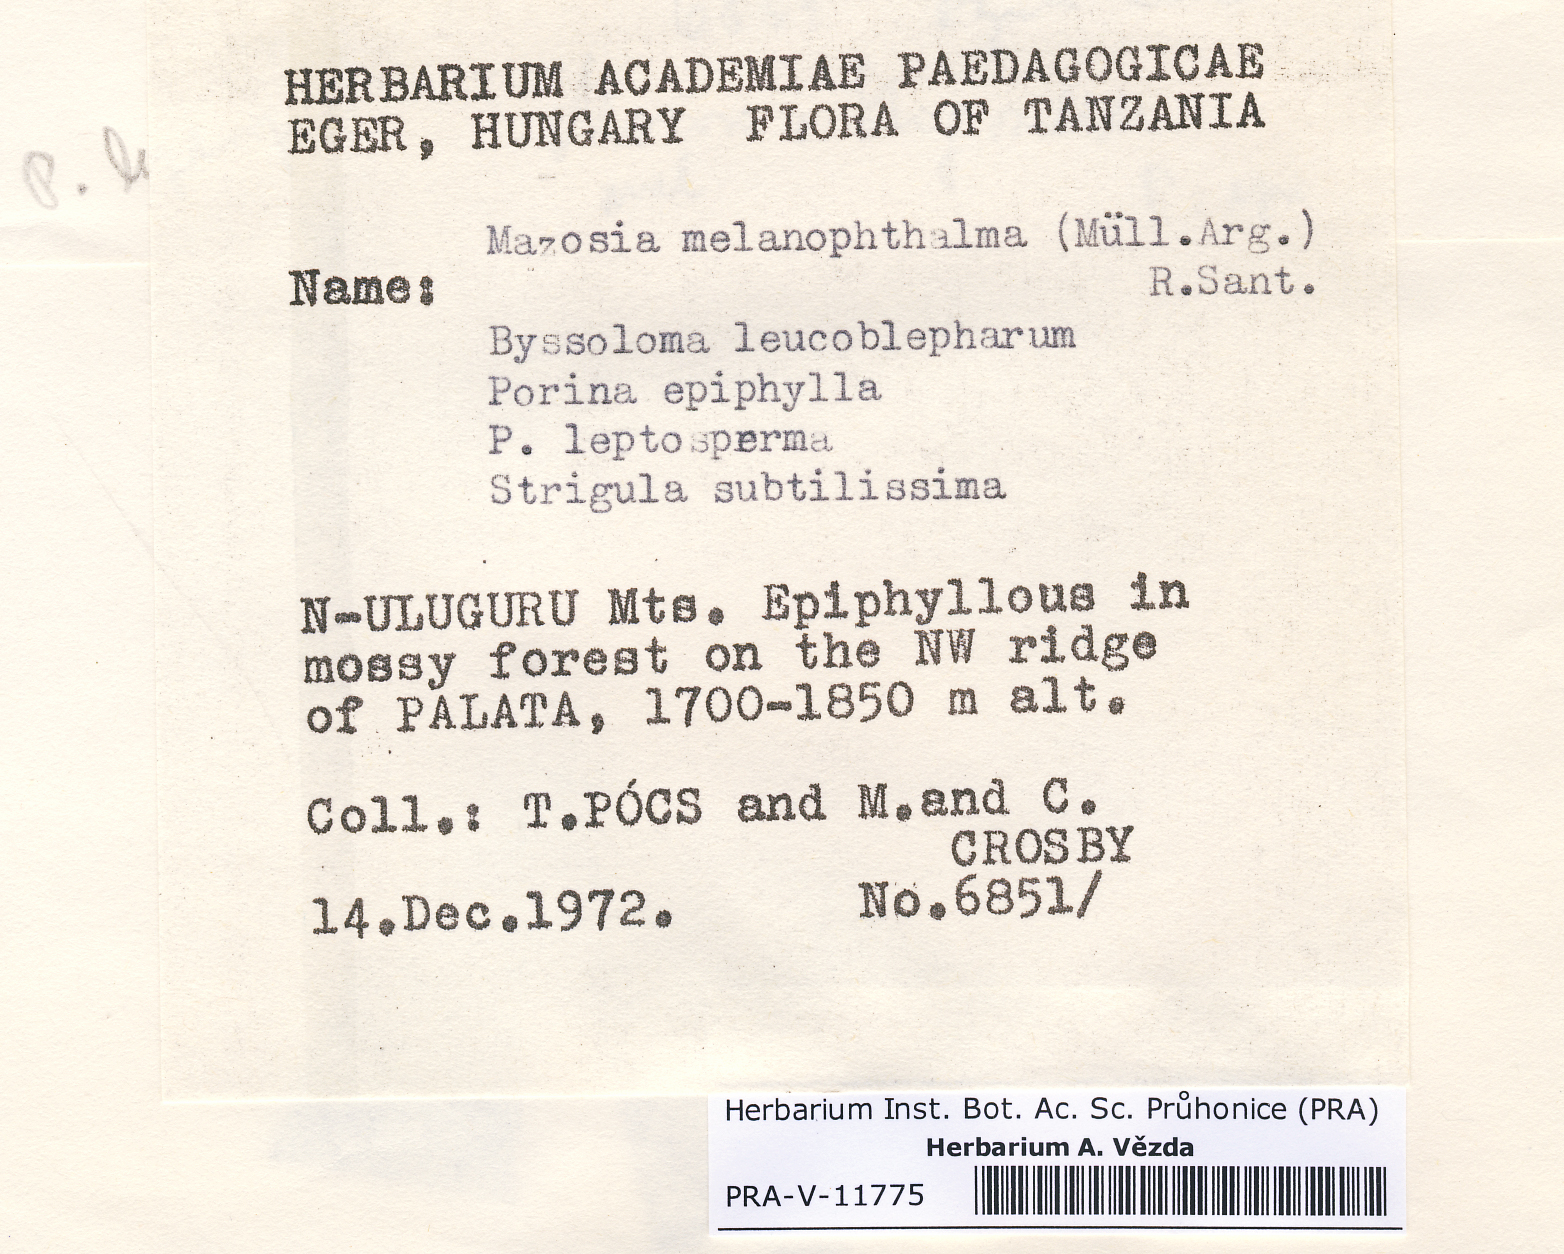 HERBARIUM ACADEMIAE PAEDAGOGICAE
EGER, HUNGARY FLORA OF TANZANIA
P.
Mazosia melanophthalma (Müll.Arg.)
Name: R.Sant.
Byssoloma leucoblepharum
Porina epiphylla
P. leptosperma
Strigula subtilissima
N-ULUGURU Mts. Epiphyllous in
mossy forest on the NW ridge
of PALATA, 1700-1850 m alt.
Coll.: T.PÓCS and M.and C.
CROSBY
14.Dec.1972. No.6851/
Herbarium Inst. Bot. Ac. Sc. Průhonice (PRA)
Herbarium A. Vězda
PRA-V-11775